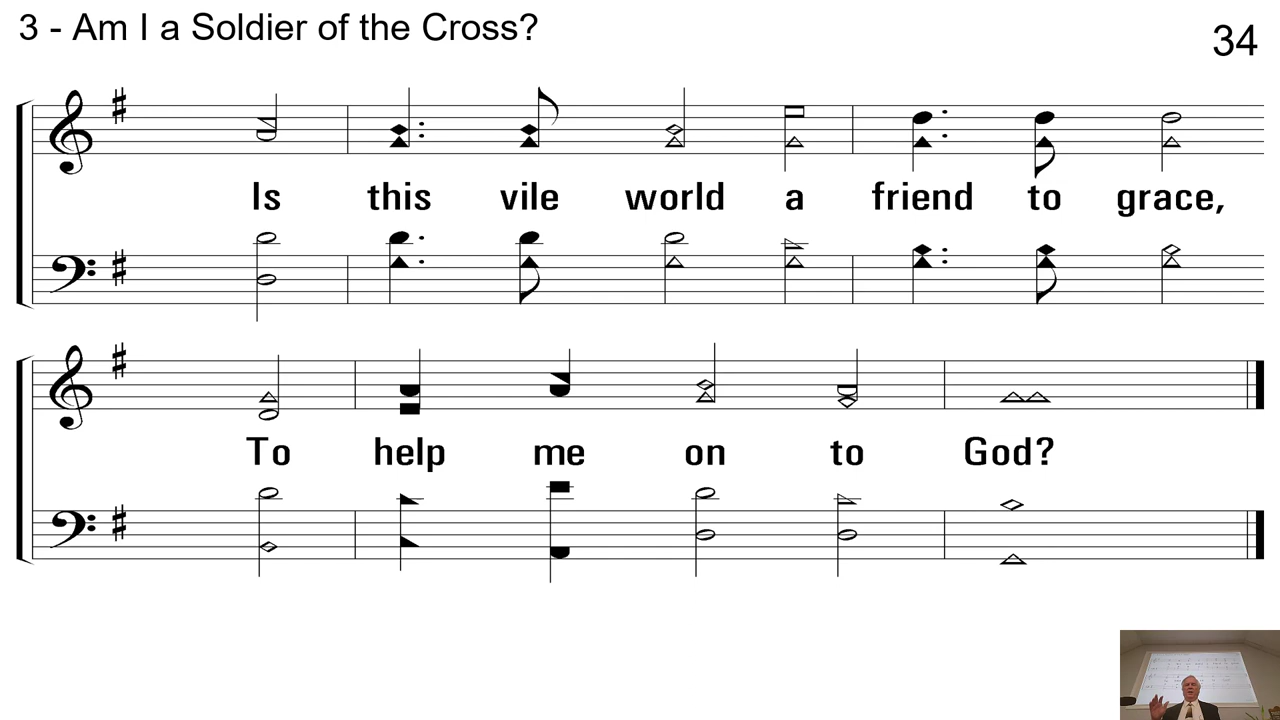 3 - Am I a Soldier of the Cross?
34
Is this vile world a friend to grace,
To help me on to God?